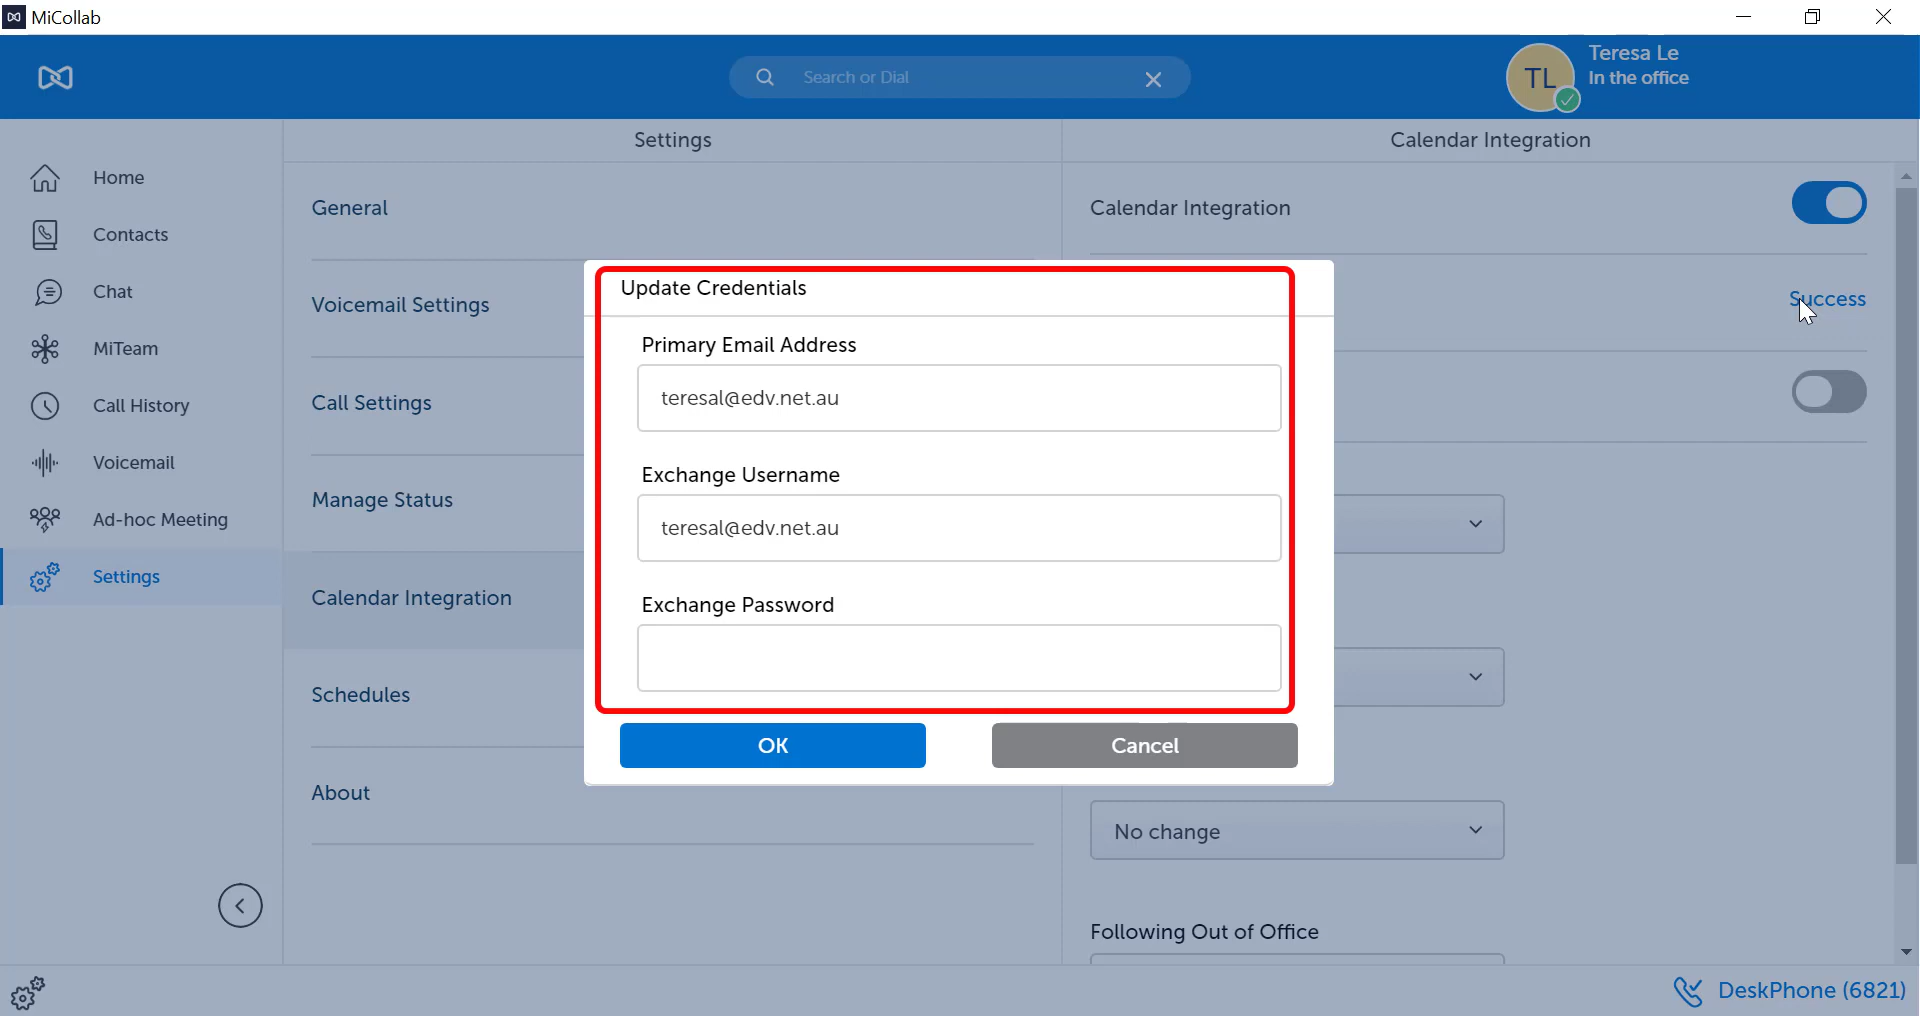 MiCollab
Search or Dial
TL
Teresa Le
In the office
Home
Contacts
Chat
MiTeam
Call History
Voicemail
Ad-hoc Meeting
Settings
Settings
General
Voicemail Settings
Call Settings
Manage Status
Calendar Integration
Schedules
About
Calendar Integration
Calendar Integration
Success
No change
Following Out of Office
Update Credentials
Primary Email Address
teresal@edv.net.au
Exchange Username
teresal@edv.net.au
Exchange Password
OK
Cancel
DeskPhone (6821)